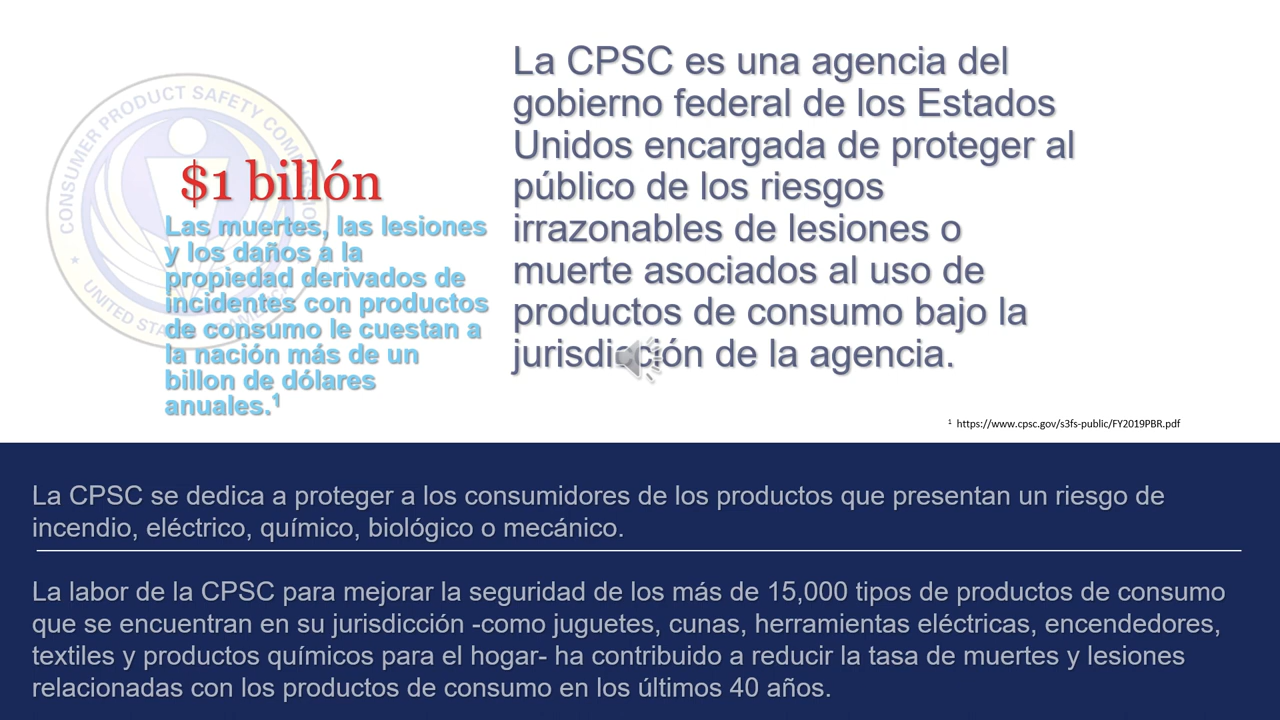 CONSUMER PRODUCT SAFETY COMMISSION
UNITED STATES OF AMERICA
$1 billón
Las muertes, las lesiones
y los daños a la
propiedad derivados de
incidentes con productos
de consumo le cuestan a
la nación más de un
billon de dólares
anuales.¹
La CPSC es una agencia del
gobierno federal de los Estados
Unidos encargada de proteger al
público de los riesgos
irrazonables de lesiones o
muerte asociados al uso de
productos de consumo bajo la
jurisdicción de la agencia.
¹ https://www.cpsc.gov/s3fs-public/FY2019PBR.pdf
La CPSC se dedica a proteger a los consumidores de los productos que presentan un riesgo de
incendio, eléctrico, químico, biológico o mecánico.
La labor de la CPSC para mejorar la seguridad de los más de 15,000 tipos de productos de consumo
que se encuentran en su jurisdicción -como juguetes, cunas, herramientas eléctricas, encendedores,
textiles y productos químicos para el hogar- ha contribuido a reducir la tasa de muertes y lesiones
relacionadas con los productos de consumo en los últimos 40 años.